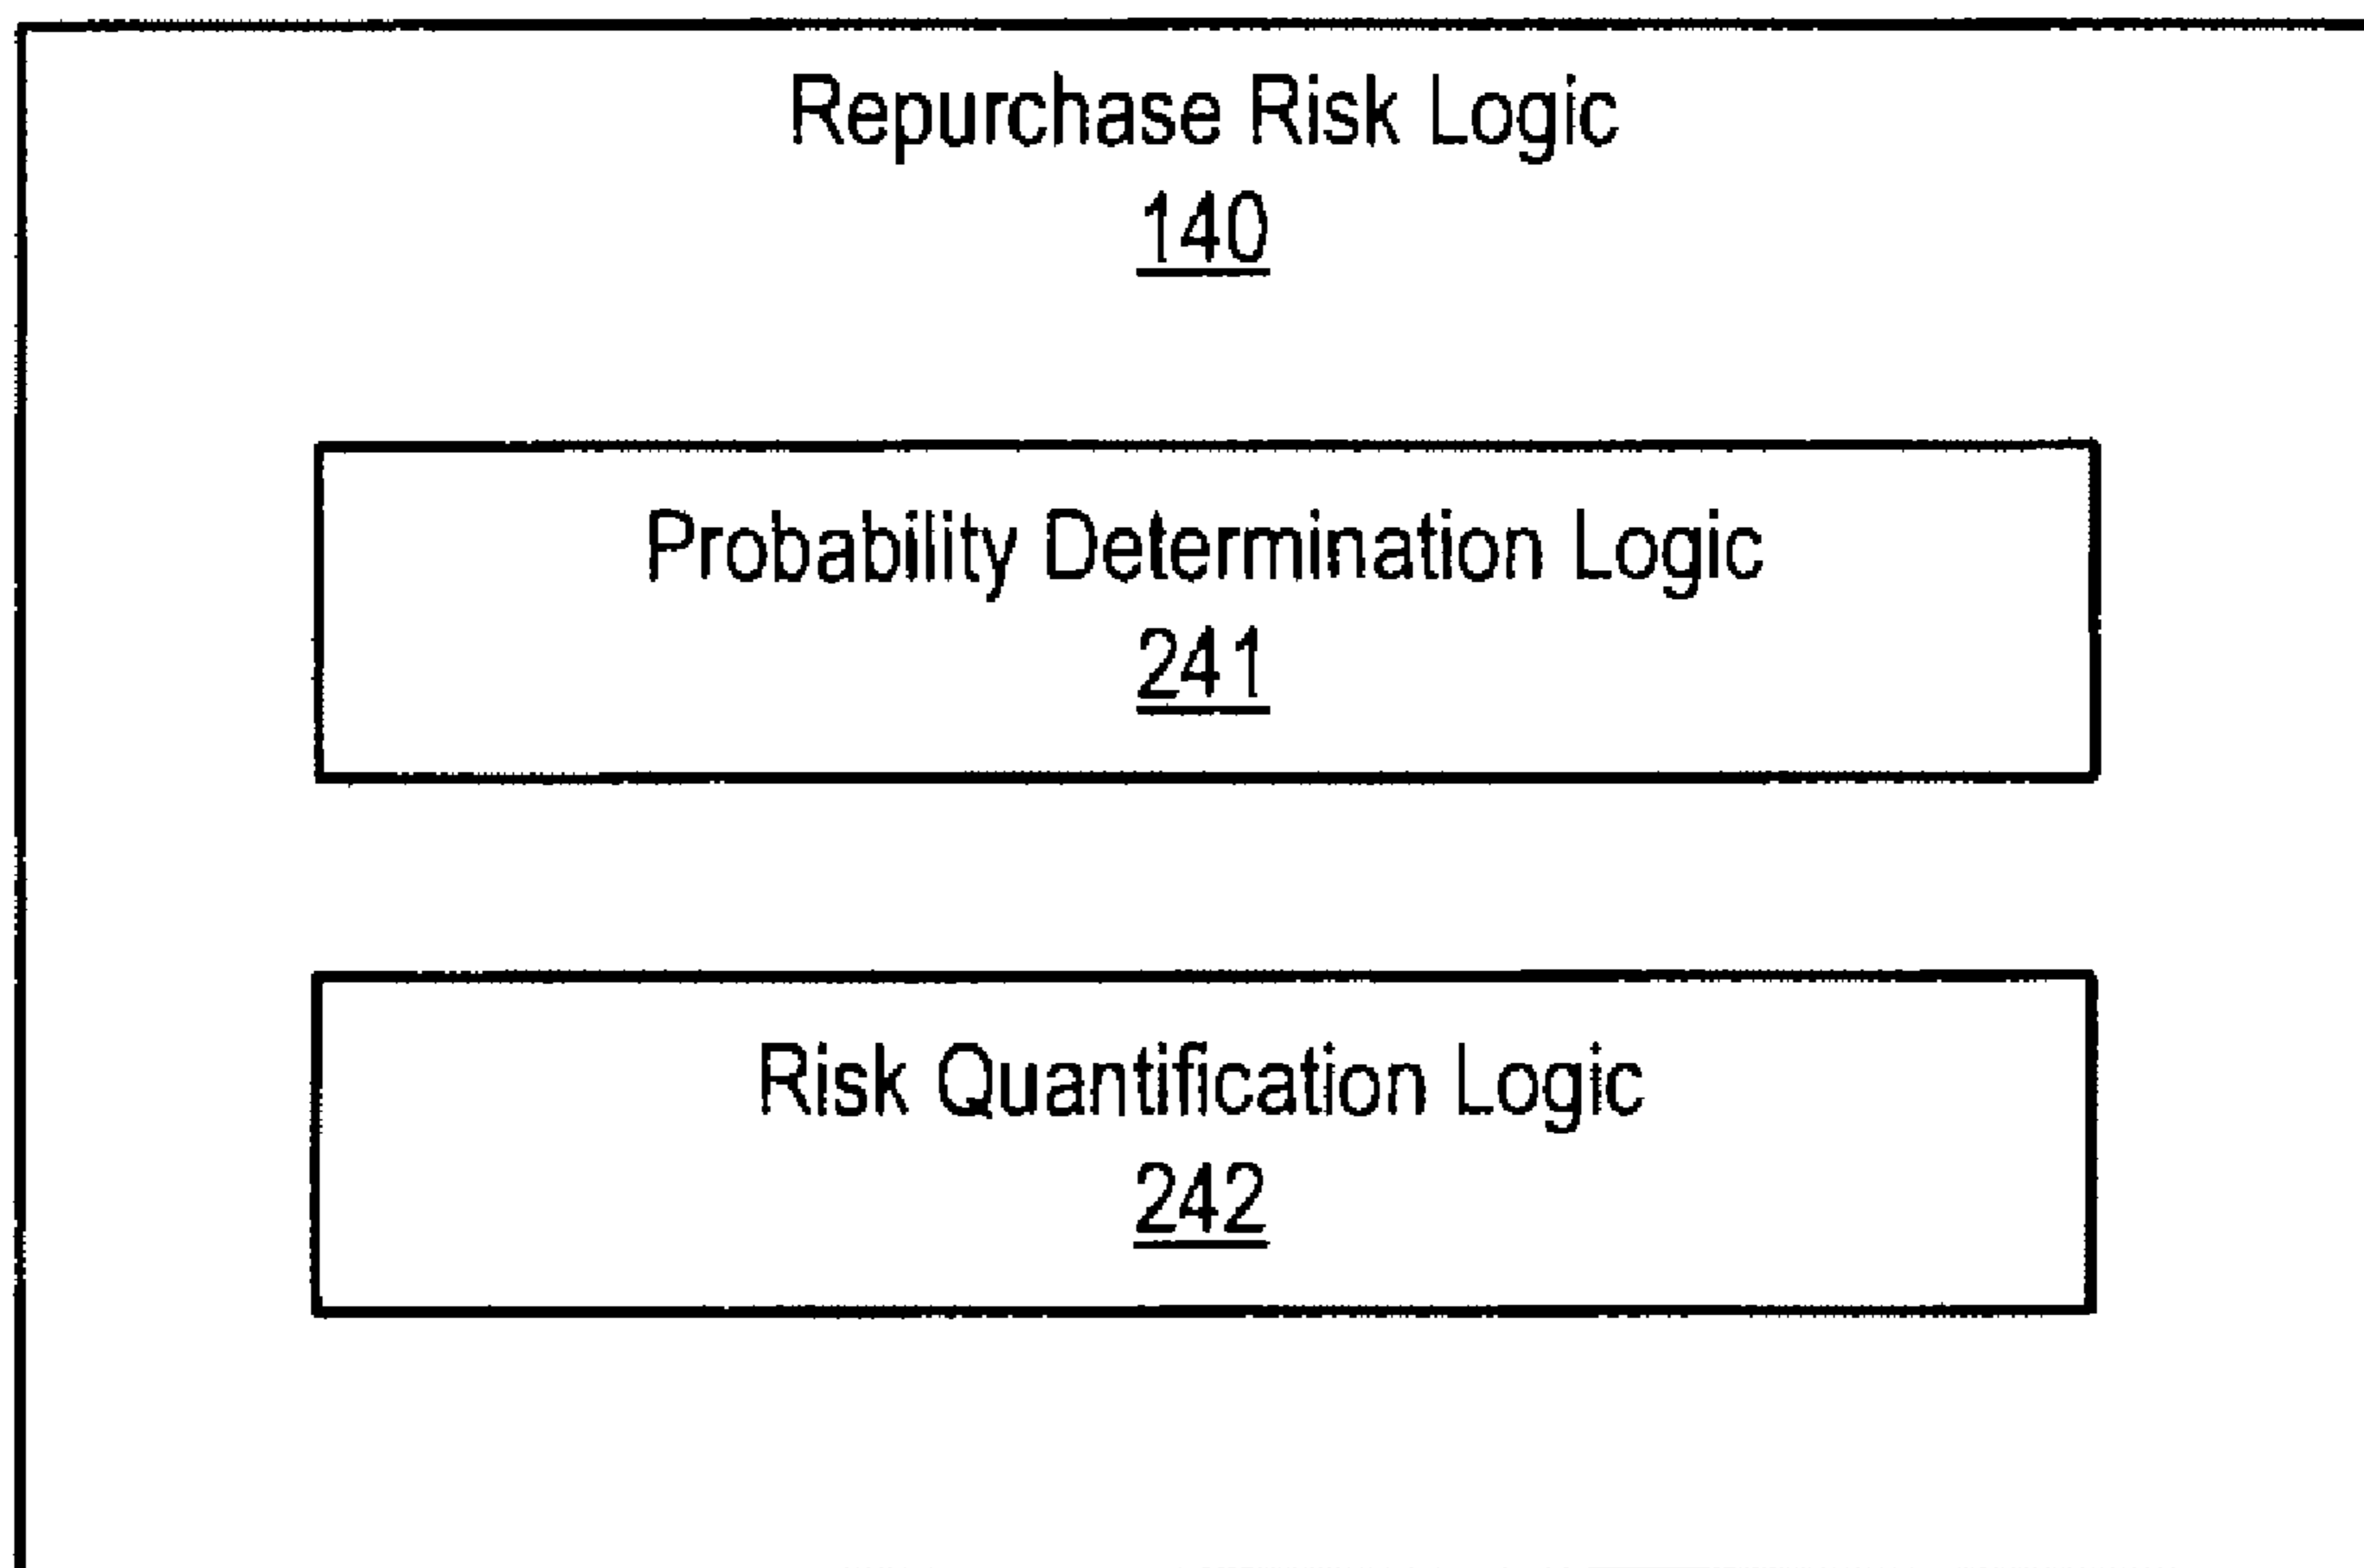 Repurchase Risk Logic
140
Probability Determination Logic
241
Risk Quantification Logic
242